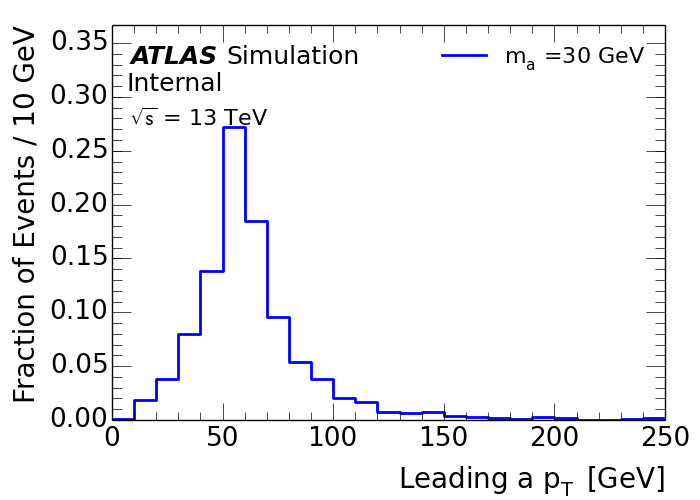 0.35
0.30
0.25
0.20
0.15
0.10
0.05
0.00
Fraction of Events / 10 GeV
ATLAS Simulation
Internal
√s = 13 TeV
mₐ =30 GeV
0 50 100 150 200 250
Leading a p_T [GeV]